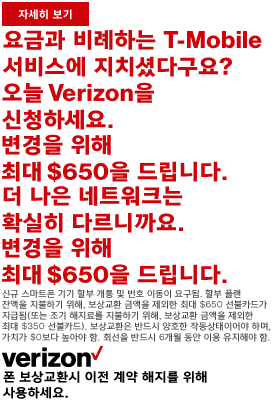 자세히 보기
요금과 비례하는 T-Mobile
서비스에 지치셨다구요?
오늘 Verizon을
신청하세요.
변경을 위해
최대 $650을 드립니다.
더 나은 네트워크는
확실히 다르니까요.
변경을 위해
최대 $650을 드립니다.
신규 스마트폰 기기 할부 개통 및 번호 이동이 요구됨. 할부 플랜
잔액을 지불하기 위해, 보상교환 금액을 제외한 최대 $650 선불카드가
지급됨(또는 조기 해지료를 지불하기 위해, 보상교환 금액을 제외한
최대 $350 선불카드). 보상교환은 반드시 양호한 작동상태이어야 하며,
가치가 $0보다 높아야 함. 회선을 반드시 6개월 동안 이용 유지해야 함.
verizon✓
폰 보상교환시 이전 계약 해지를 위해
사용하세요.